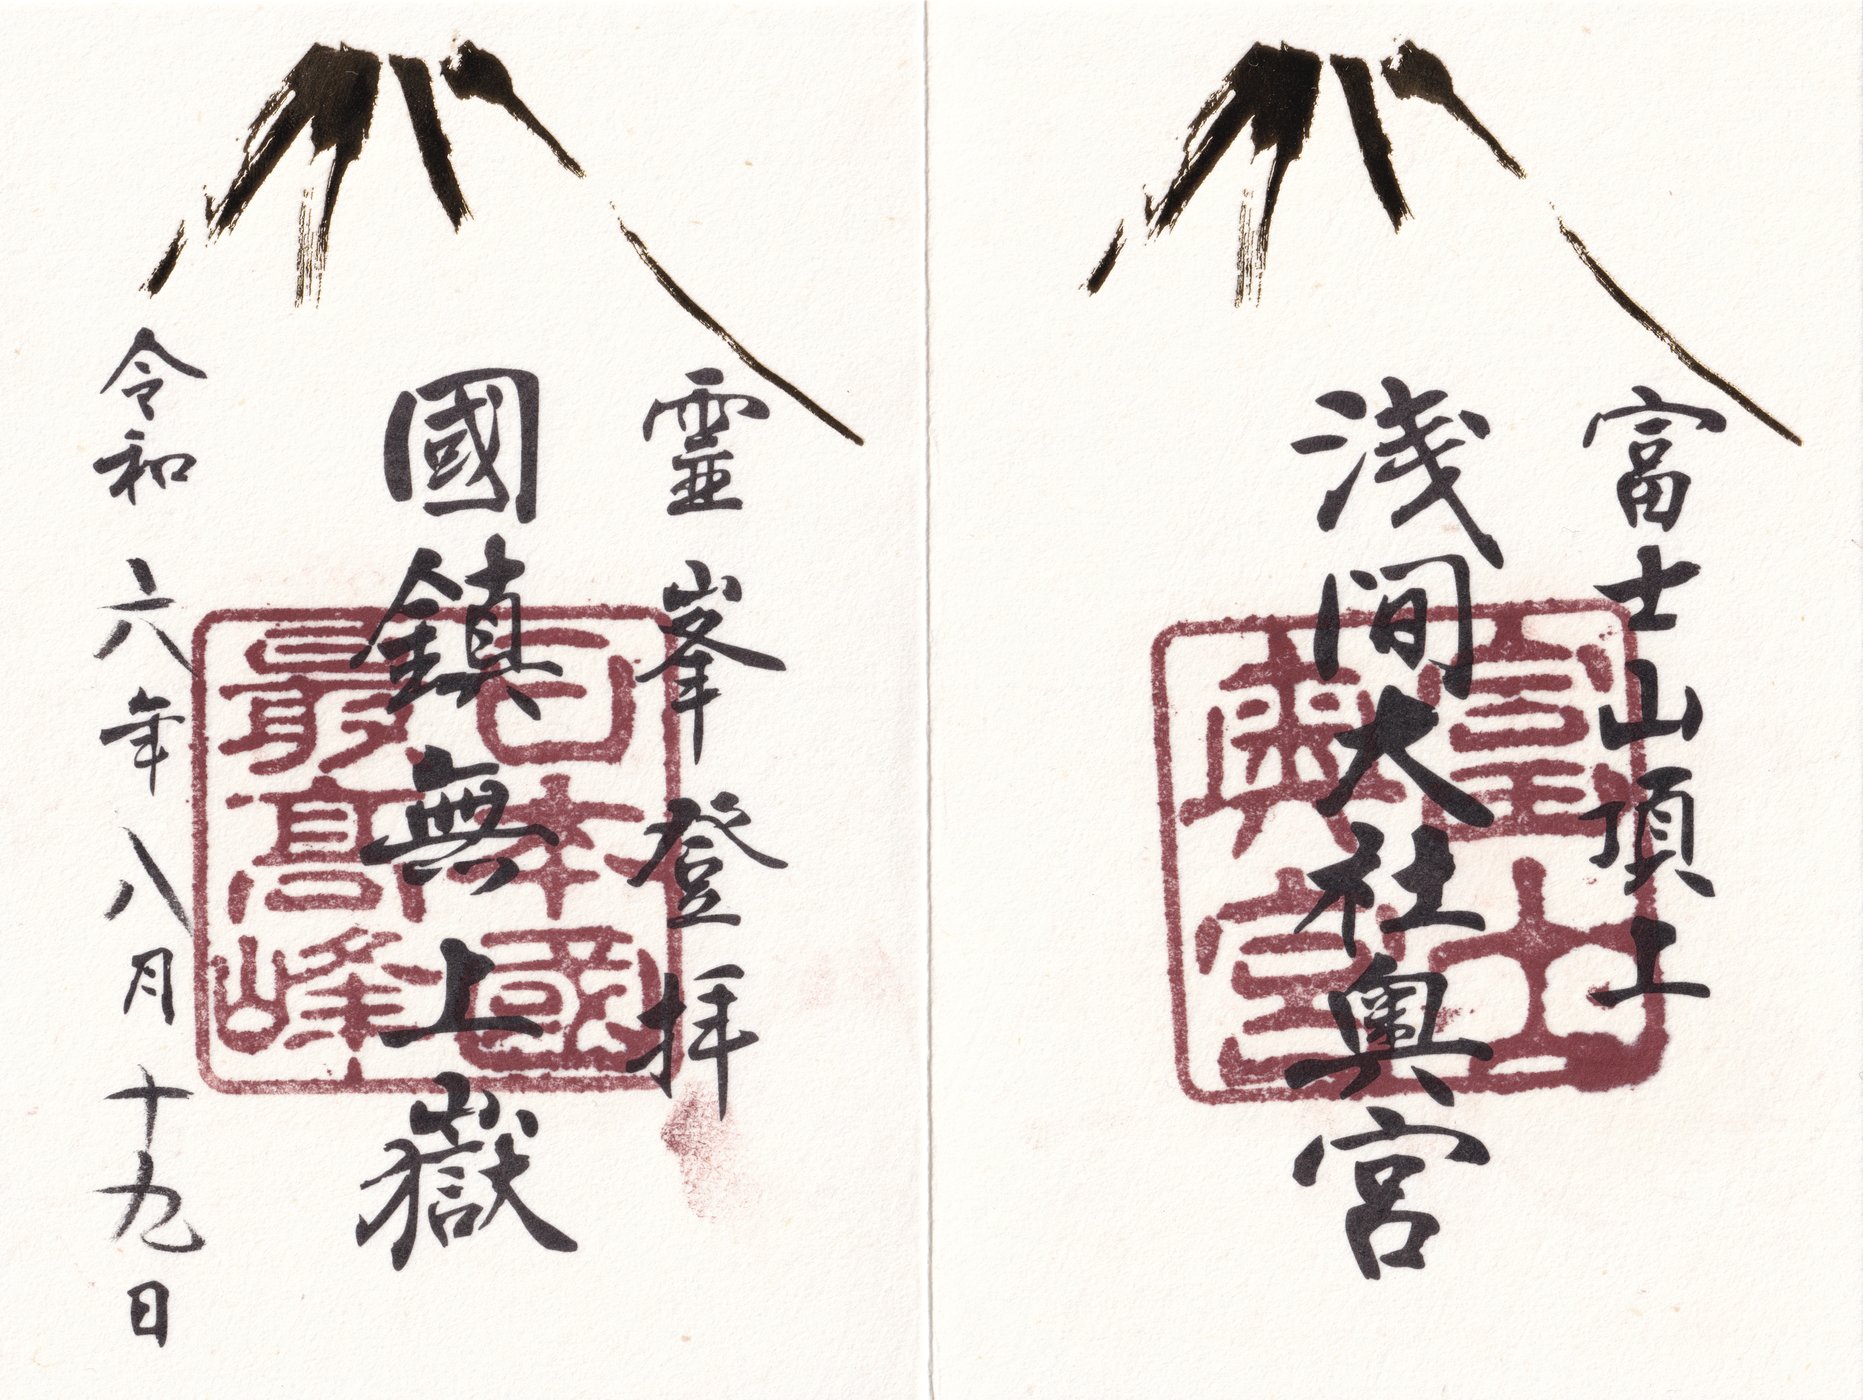 富士山頂上
浅間大社奥宮
富士
奥宮
霊峯登拝
國鎮無上嶽
日本國
最高峰
令和六年八月十九日